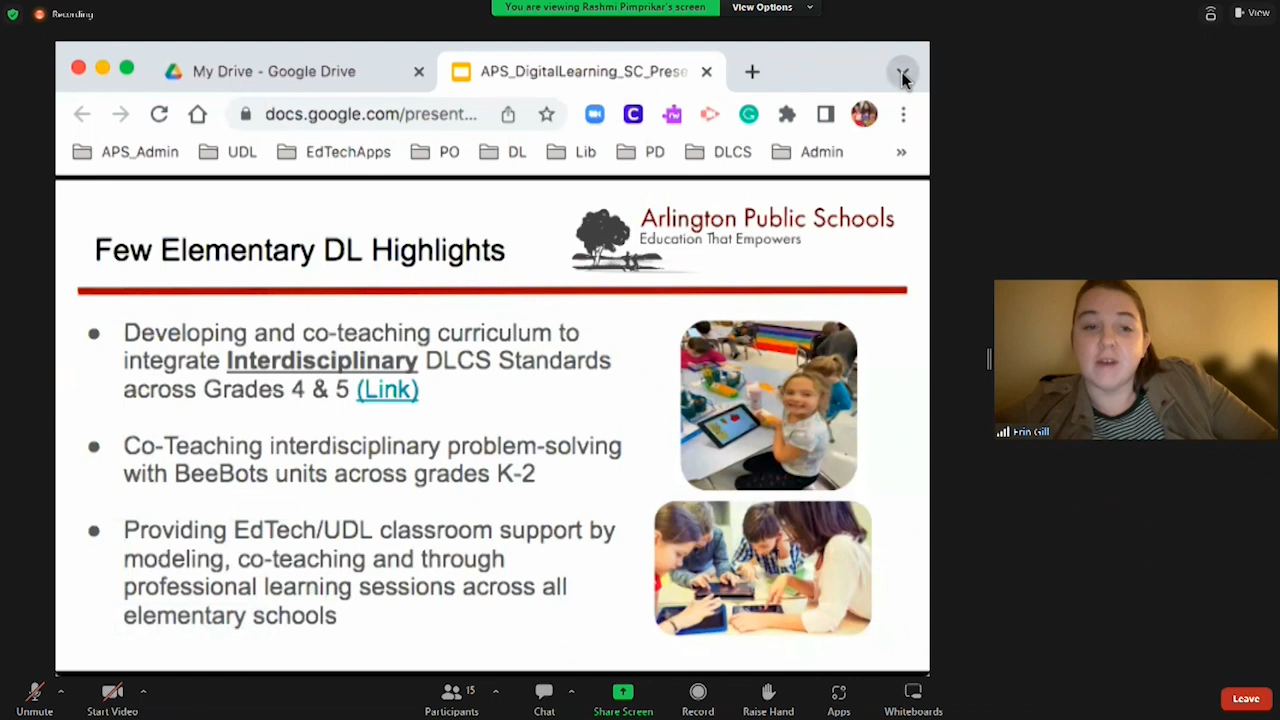 Recording
You are viewing Rashmi Pimprikar's screen
View Options
View
My Drive - Google Drive
APS_DigitalLearning_SC_Prese
docs.google.com/present...
APS_Admin
UDL
EdTechApps
PO
DL
Lib
PD
DLCS
Admin
Few Elementary DL Highlights
Arlington Public Schools
Education That Empowers
Developing and co-teaching curriculum to
integrate Interdisciplinary DLCS Standards
across Grades 4 & 5 (Link)
Co-Teaching interdisciplinary problem-solving
with BeeBots units across grades K-2
Providing EdTech/UDL classroom support by
modeling, co-teaching and through
professional learning sessions across all
elementary schools
Erin Gill
Unmute
Start Video
15
Participants
Chat
Share Screen
Record
Raise Hand
Apps
Whiteboards
Leave